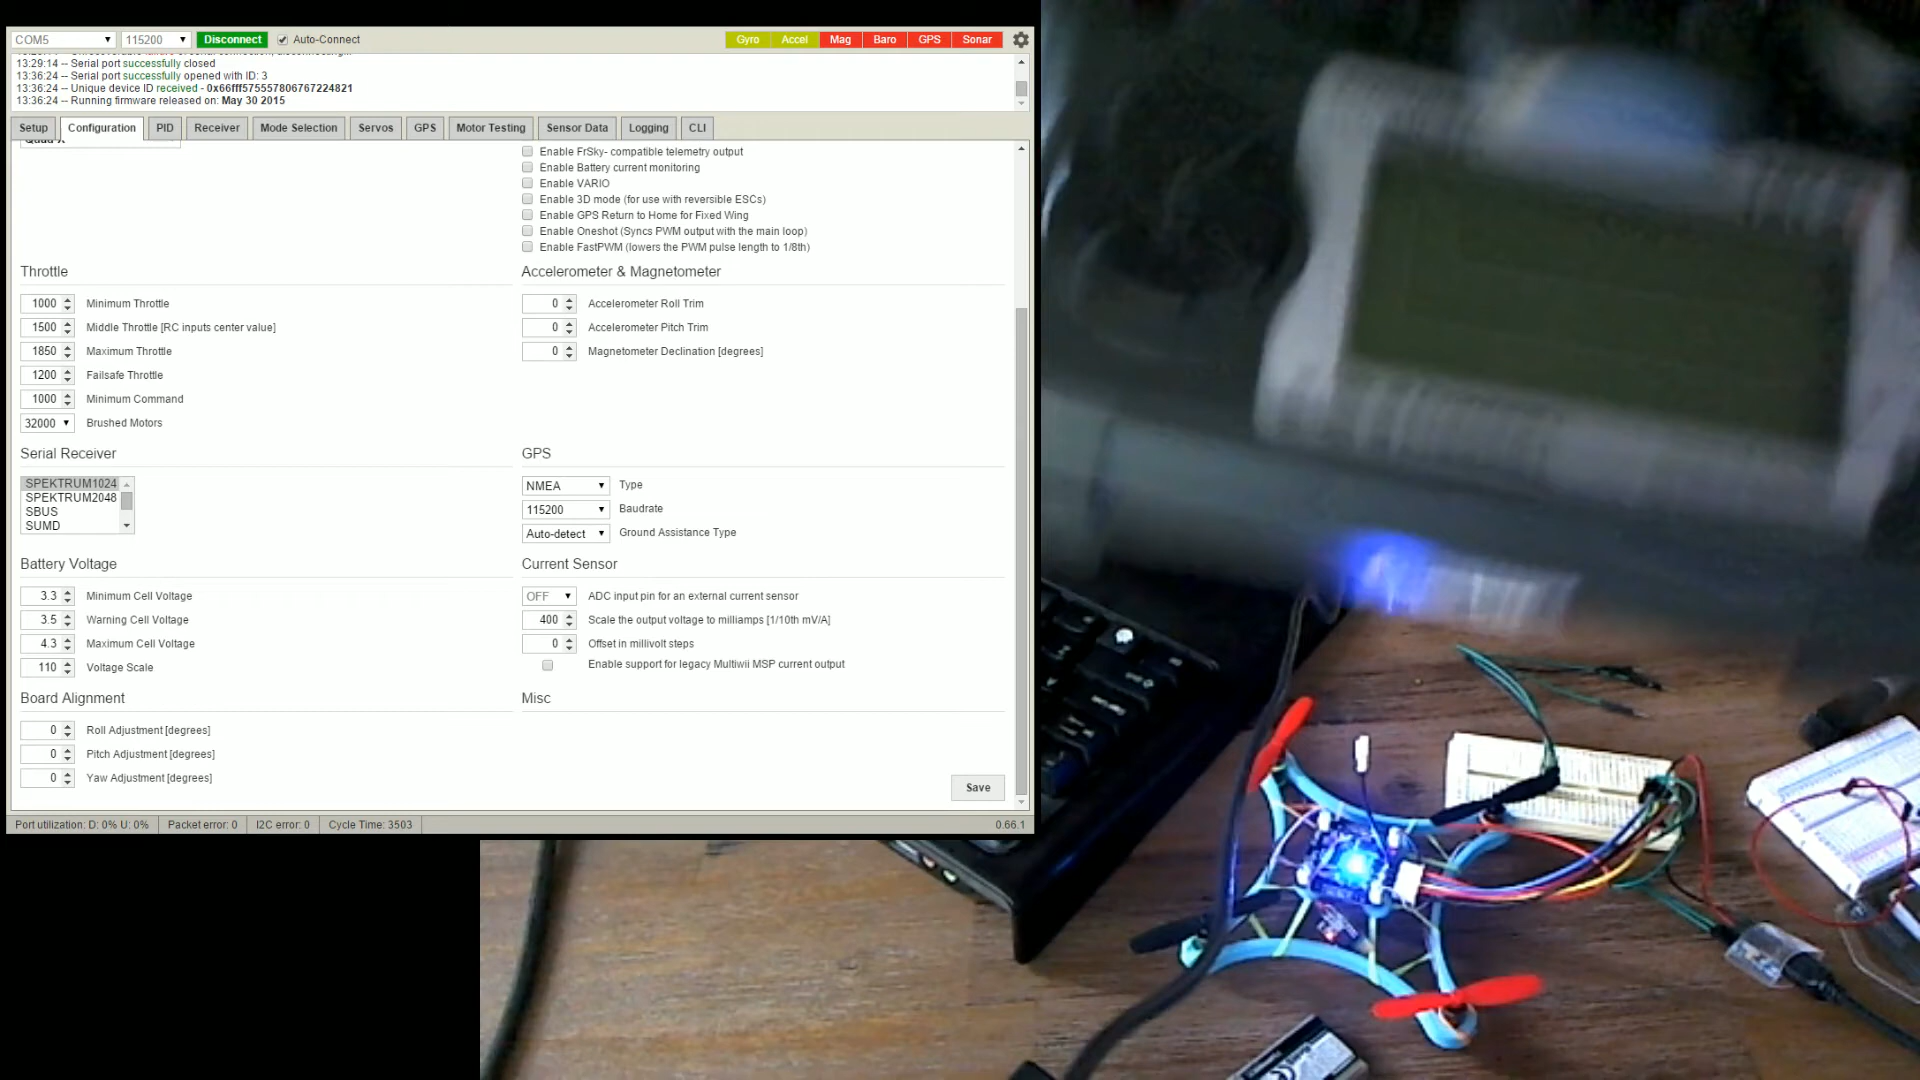 COM5 115200 Disconnect Auto-Connect Gyro Accel Mag Baro GPS Sonar
13:29:14 -- Serial port successfully closed
13:36:24 -- Serial port successfully opened with ID: 3
13:36:24 -- Unique device ID received - 0x66fff575557806767224821
13:36:24 -- Running firmware released on: May 30 2015
Setup Configuration PID Receiver Mode Selection Servos GPS Motor Testing Sensor Data Logging CLI
Quad X
Enable FrSky- compatible telemetry output
Enable Battery current monitoring
Enable VARIO
Enable 3D mode (for use with reversible ESCs)
Enable GPS Return to Home for Fixed Wing
Enable Oneshot (Syncs PWM output with the main loop)
Enable FastPWM (lowers the PWM pulse length to 1/8th)
Throttle
1000 Minimum Throttle
1500 Middle Throttle [RC inputs center value]
1850 Maximum Throttle
1200 Failsafe Throttle
1000 Minimum Command
32000 Brushed Motors
Accelerometer & Magnetometer
0 Accelerometer Roll Trim
0 Accelerometer Pitch Trim
0 Magnetometer Declination [degrees]
Serial Receiver
SPEKTRUM1024
SPEKTRUM2048
SBUS
SUMD
GPS
NMEA Type
115200 Baudrate
Auto-detect Ground Assistance Type
Battery Voltage
3.3 Minimum Cell Voltage
3.5 Warning Cell Voltage
4.3 Maximum Cell Voltage
110 Voltage Scale
Current Sensor
OFF ADC input pin for an external current sensor
400 Scale the output voltage to milliamps [1/10th mV/A]
0 Offset in millivolt steps
Enable support for legacy Multiwii MSP current output
Board Alignment
0 Roll Adjustment [degrees]
0 Pitch Adjustment [degrees]
0 Yaw Adjustment [degrees]
Misc
Save
Port utilization: D: 0% U: 0% Packet error: 0 I2C error: 0 Cycle Time: 3503 0.66.1